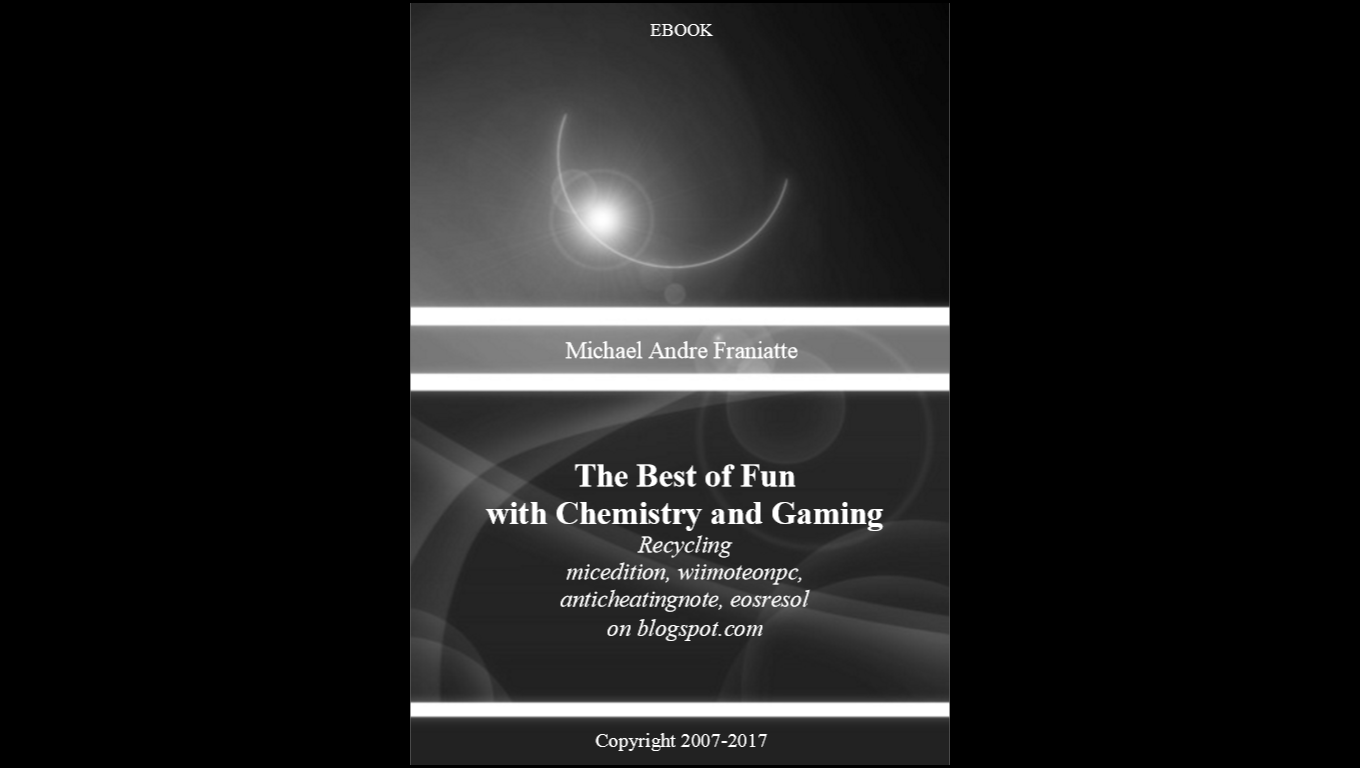 EBOOK
Michael Andre Franiatte
The Best of Fun
with Chemistry and Gaming
Recycling
micedition, wiimoteonpc,
anticheatingnote, eosresol
on blogspot.com
Copyright 2007-2017